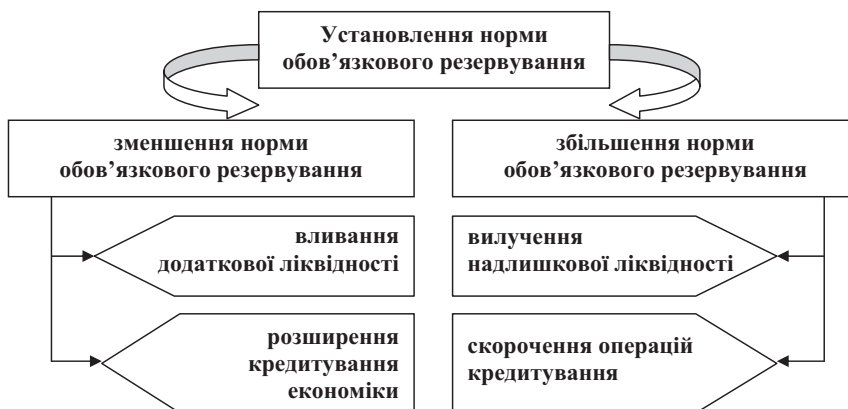 Установлення норми
обов’язкового резервування
зменшення норми
обов’язкового резервування
збільшення норми
обов’язкового резервування
вливання
додаткової ліквідності
вилучення
надлишкової ліквідності
розширення
кредитування
економіки
скорочення операцій
кредитування